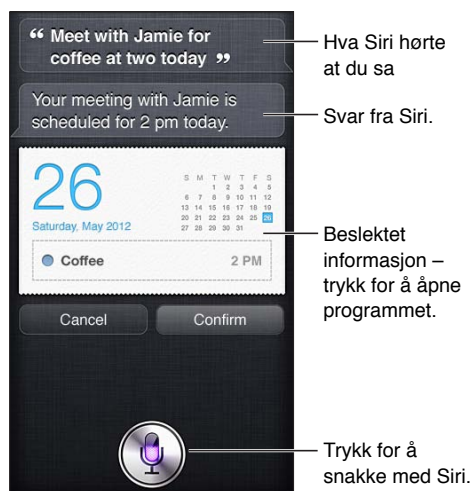 “ Meet with Jamie for
coffee at two today ”
Hva Siri hørte
at du sa
Your meeting with Jamie is
scheduled for 2 pm today.
Svar fra Siri.
26
Saturday, May 2012
S M T W T F S
1 2 3 4 5
6 7 8 9 10 11 12
13 14 15 16 17 18 19
20 21 22 23 24 25 26
27 28 29 30 31
Coffee 2 PM
Beslektet
informasjon –
trykk for å åpne
programmet.
Cancel Confirm
Trykk for å
snakke med Siri.